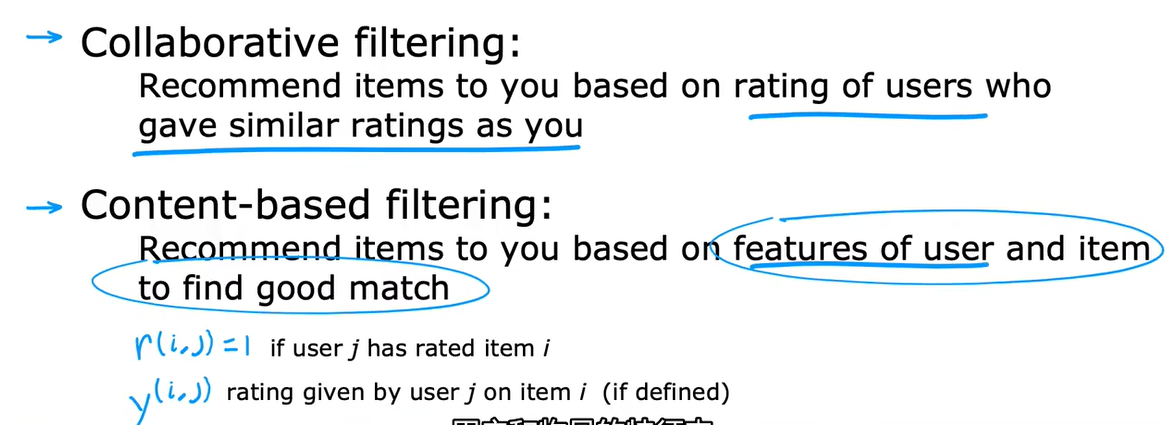 → Collaborative filtering:
Recommend items to you based on rating of users who
gave similar ratings as you
→ Content-based filtering:
Recommend items to you based on features of user and item
to find good match
r(i,j)=1 if user j has rated item i
y(i,j) rating given by user j on item i (if defined)